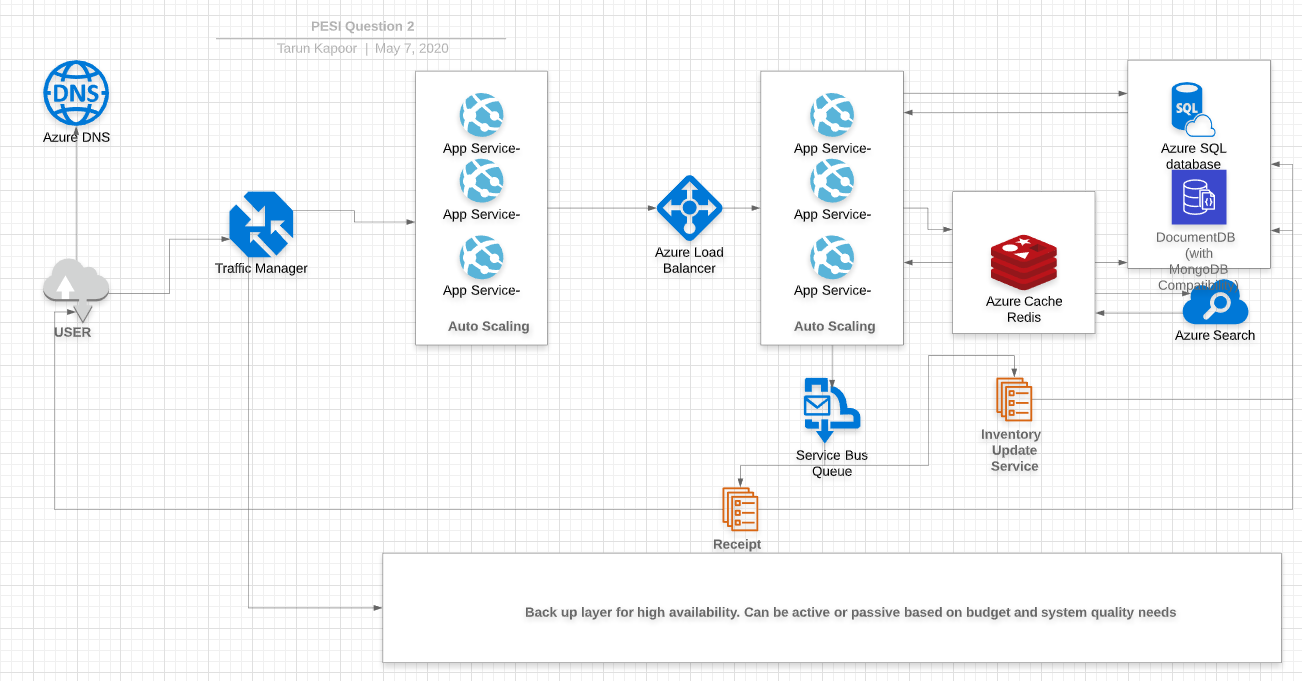 PESI Question 2
Tarun Kapoor | May 7, 2020
DNS
Azure DNS
Traffic Manager
USER
App Service-
App Service-
App Service-
Auto Scaling
Azure Load
Balancer
App Service-
App Service-
App Service-
Auto Scaling
SQL
Azure SQL
database
DocumentDB
(with
MongoDB
Compatibility)
Azure Cache
Redis
Azure Search
Service Bus
Queue
Inventory
Update
Service
Receipt
Back up layer for high availability. Can be active or passive based on budget and system quality needs